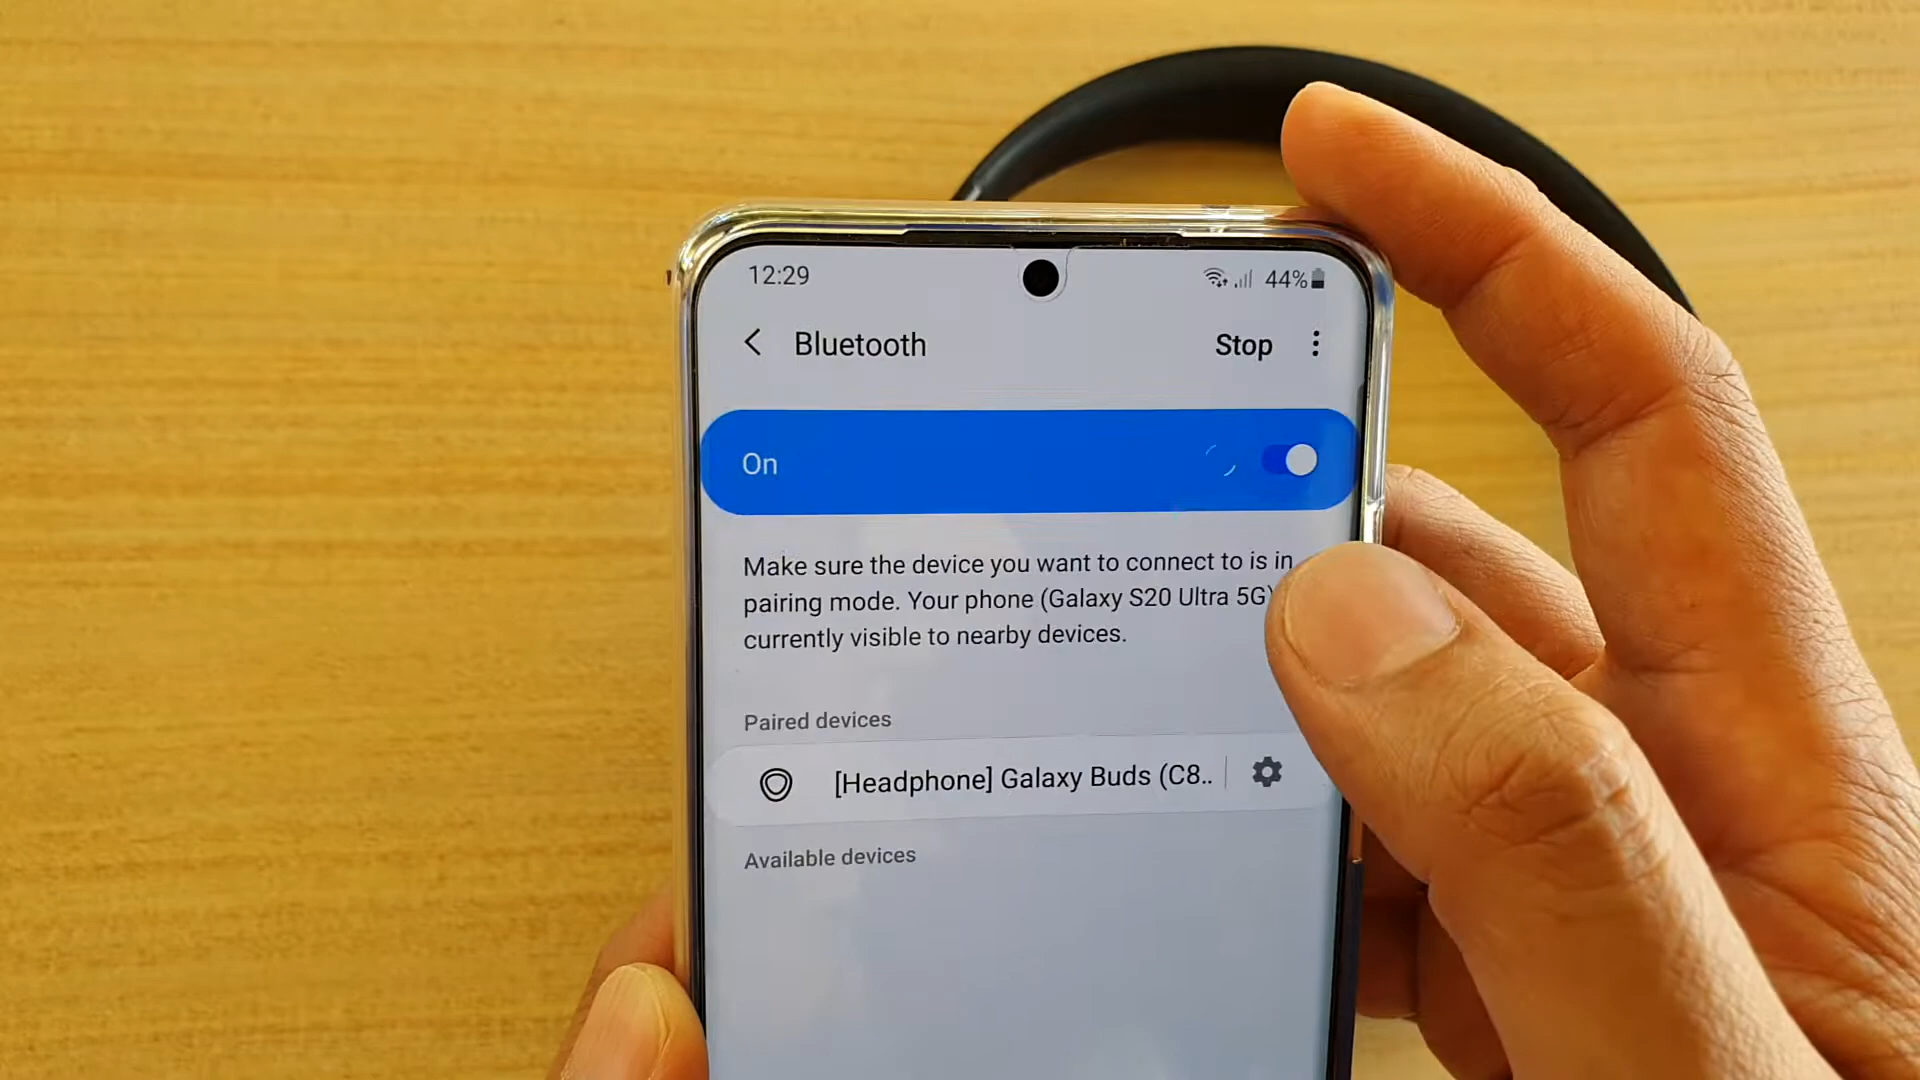 12:29
44%
Bluetooth
Stop
On
Make sure the device you want to connect to is in
pairing mode. Your phone (Galaxy S20 Ultra 5G)
currently visible to nearby devices.
Paired devices
[Headphone] Galaxy Buds (C8..
Available devices